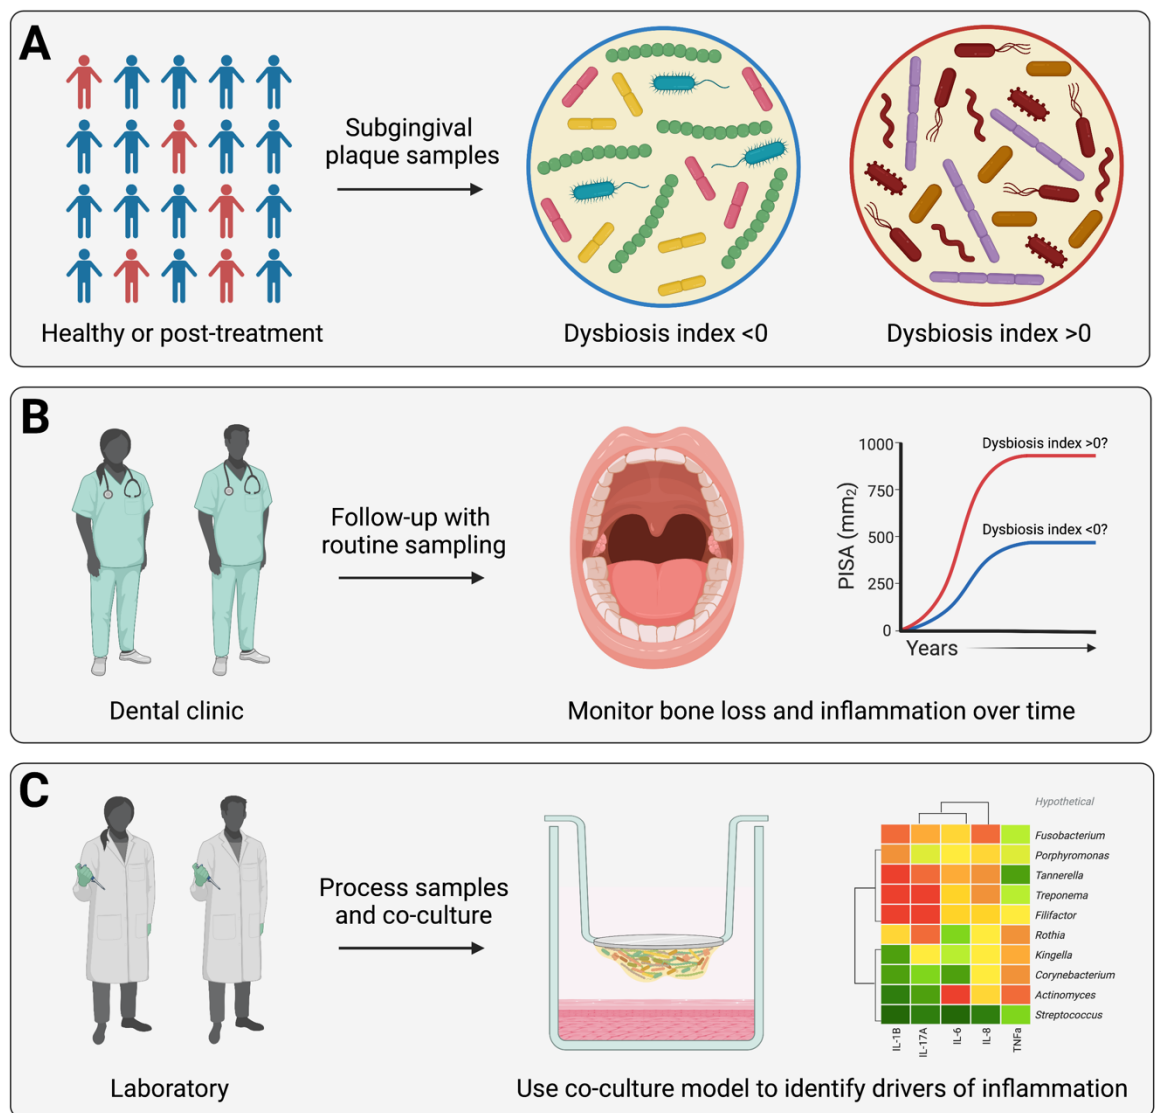 A
Subgingival
plaque samples
Healthy or post-treatment
Dysbiosis index <0
Dysbiosis index >0
B
Follow-up with
routine sampling
Dental clinic
Monitor bone loss and inflammation over time
PISA (mm2)
1000
750
500
250
0
Dysbiosis index >0?
Dysbiosis index <0?
Years
C
Process samples
and co-culture
Laboratory
Use co-culture model to identify drivers of inflammation
Hypothetical
Fusobacterium
Porphyromonas
Tannerella
Treponema
Filifactor
Rothia
Kingella
Corynebacterium
Actinomyces
Streptococcus
IL-1B
IL-17A
IL-6
IL-8
TNFa